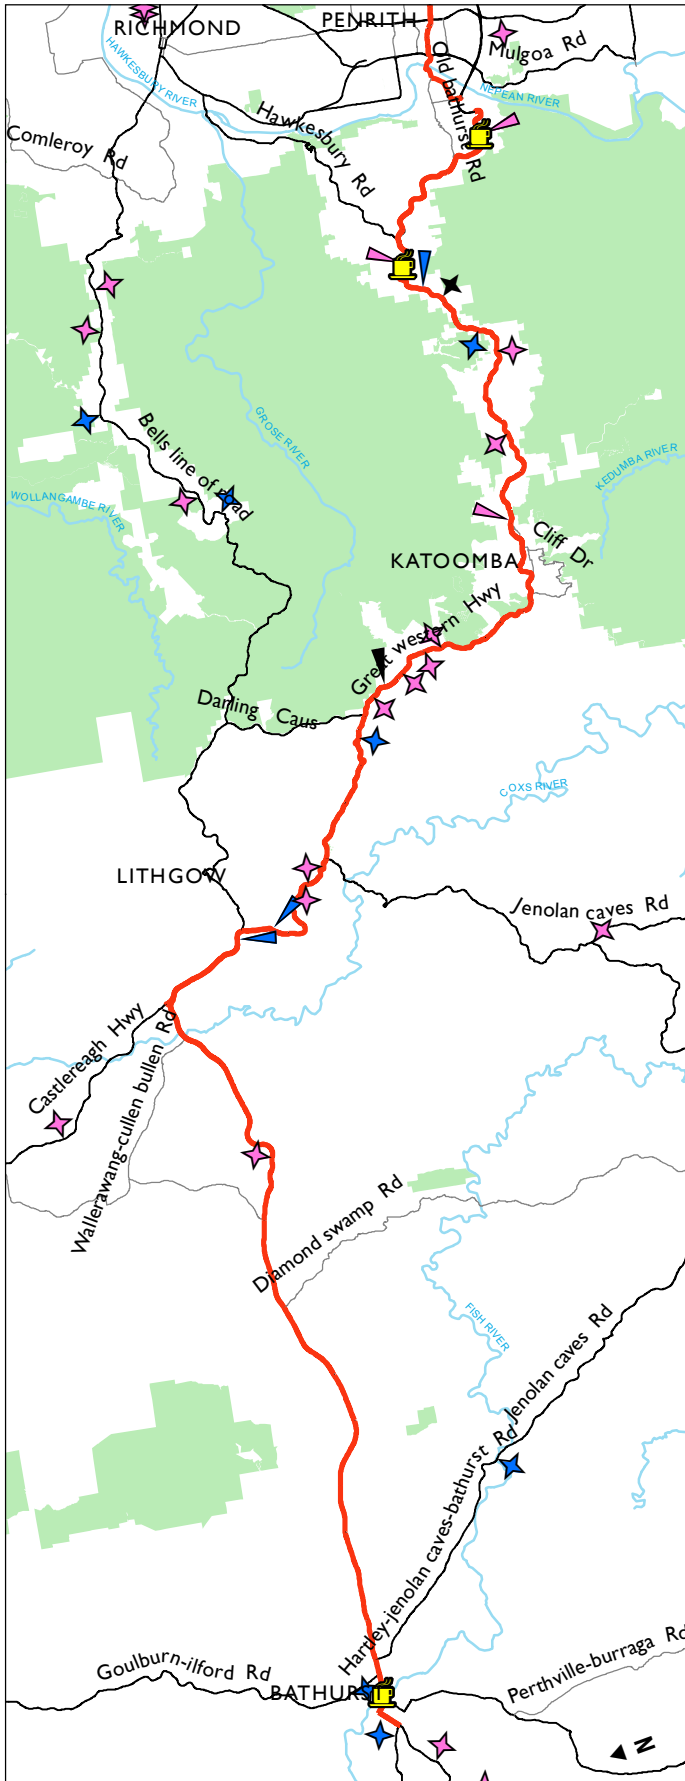 PENRITH
RICHMOND
Mulgoa Rd
HAWKESBURY RIVER
Old bathurst Rd
NEPEAN RIVER
Hawkesbury Rd
Comleroy Rd
GROSE RIVER
Bells line of road
KEDUMBA RIVER
WOLLANGAMBE RIVER
Cliff Dr
KATOOMBA
Great western Hwy
Darling Caus
COXS RIVER
LITHGOW
Jenolan caves Rd
Castlereagh Hwy
Wallerawang-cullen bullen Rd
Diamond swamp Rd
FISH RIVER
Jenolan caves Rd
Hartley-jenolan caves-bathurst Rd
Goulburn-ilford Rd
Perthville-burraga Rd
BATHURST
N